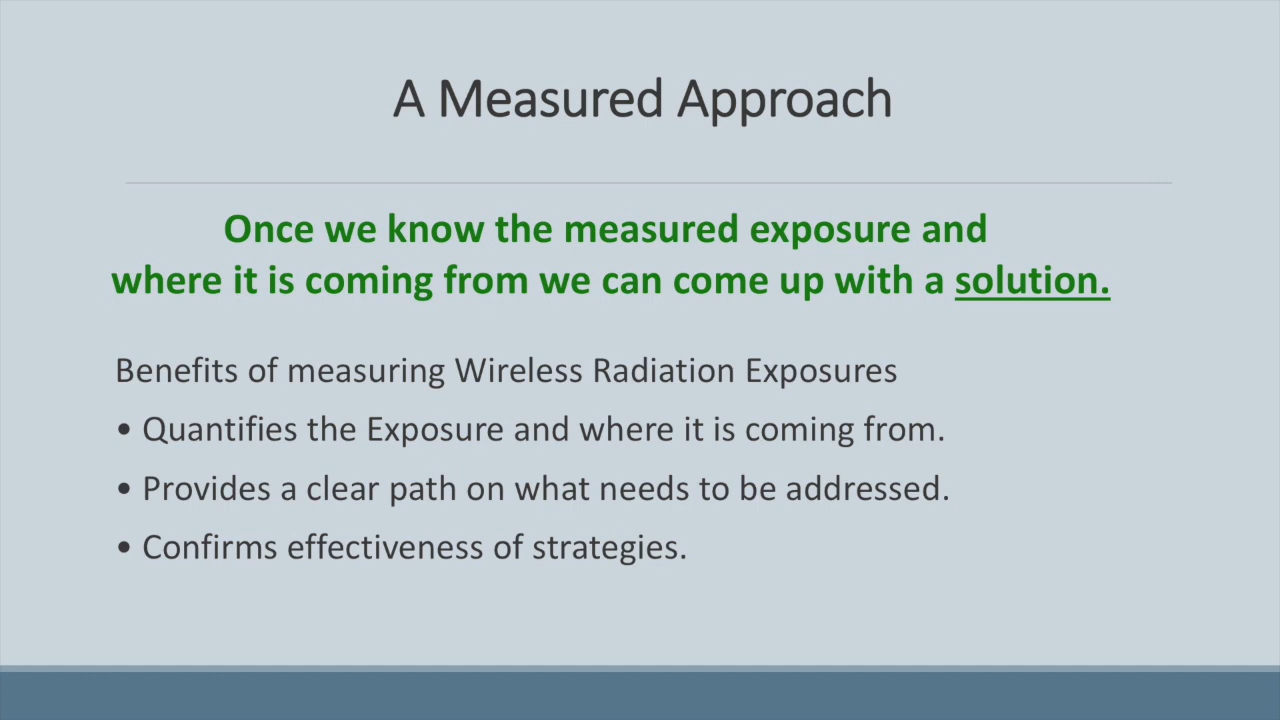 A Measured Approach
Once we know the measured exposure and
where it is coming from we can come up with a solution.
Benefits of measuring Wireless Radiation Exposures
• Quantifies the Exposure and where it is coming from.
• Provides a clear path on what needs to be addressed.
• Confirms effectiveness of strategies.